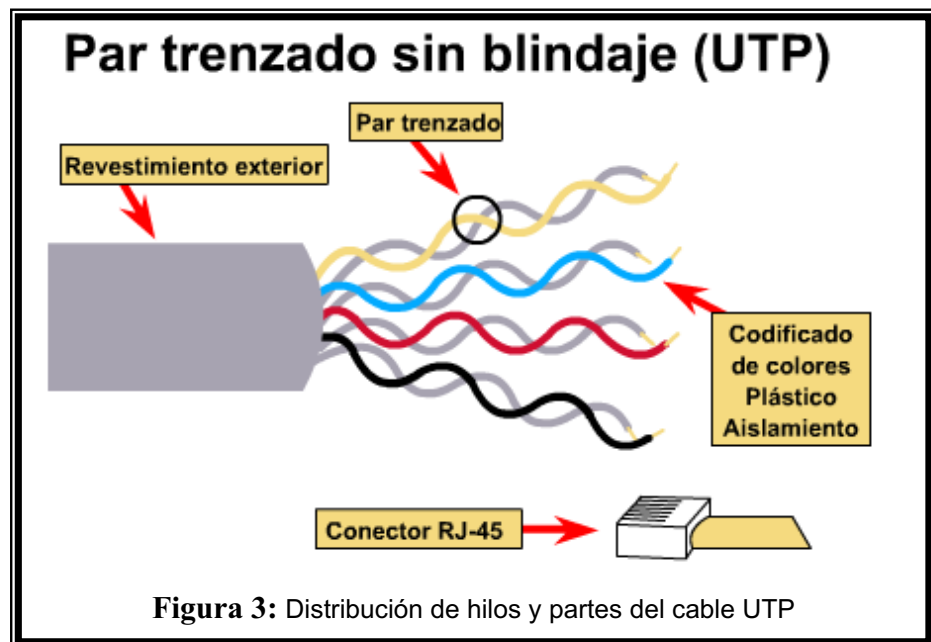 Par trenzado sin blindaje (UTP)
Par trenzado
Revestimiento exterior
Codificado
de colores
Plástico
Aislamiento
Conector RJ-45
Figura 3: Distribución de hilos y partes del cable UTP